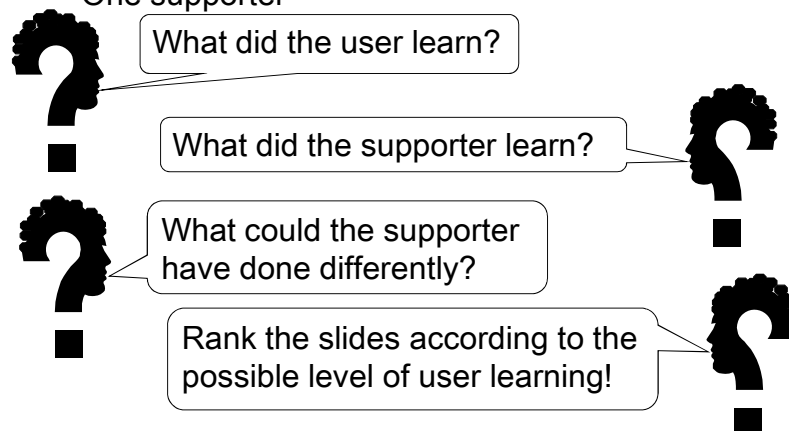 One supporter
What did the user learn?
What did the supporter learn?
What could the supporter
have done differently?
Rank the slides according to the
possible level of user learning!